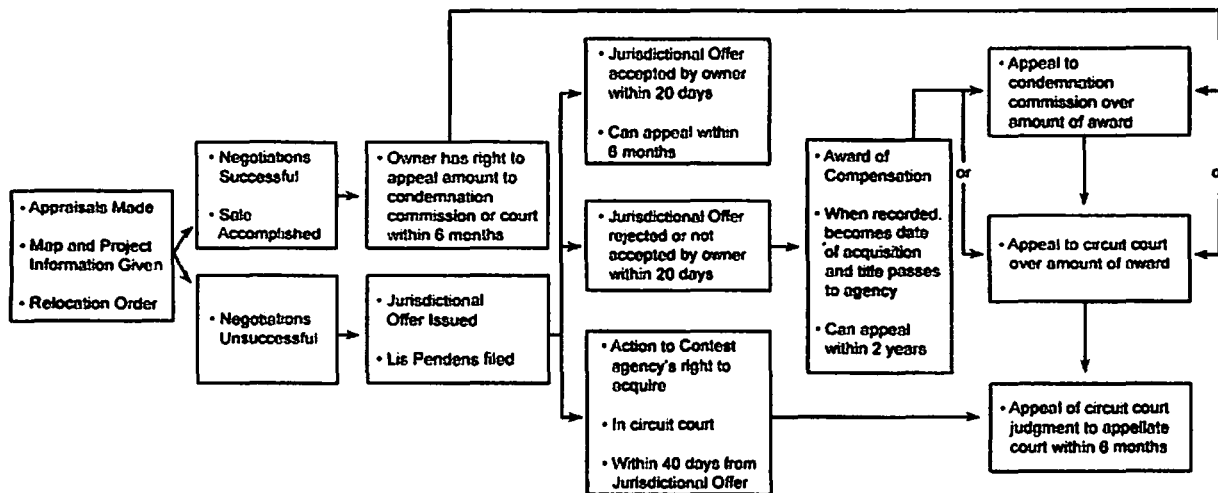 • Appraisals Made
• Map and Project
Information Given
• Relocation Order
• Negotiations
Successful
• Sale
Accomplished
• Negotiations
Unsuccessful
• Owner has right to
appeal amount to
condemnation
commission or court
within 6 months
• Jurisdictional
Offer Issued
• Lis Pendens filed
• Jurisdictional Offer
accepted by owner
within 20 days
• Can appeal within
6 months
• Jurisdictional Offer
rejected or not
accepted by owner
within 20 days
• Action to Contest
agency's right to
acquire
• In circuit court
• Within 40 days from
Jurisdictional Offer
• Award of
Compensation
• When recorded,
becomes date
of acquisition
and title passes
to agency
• Can appeal
within 2 years
or
• Appeal to
condemnation
commission over
amount of award
• Appeal to circuit court
over amount of award
• Appeal of circuit court
judgment to appellate
court within 6 months